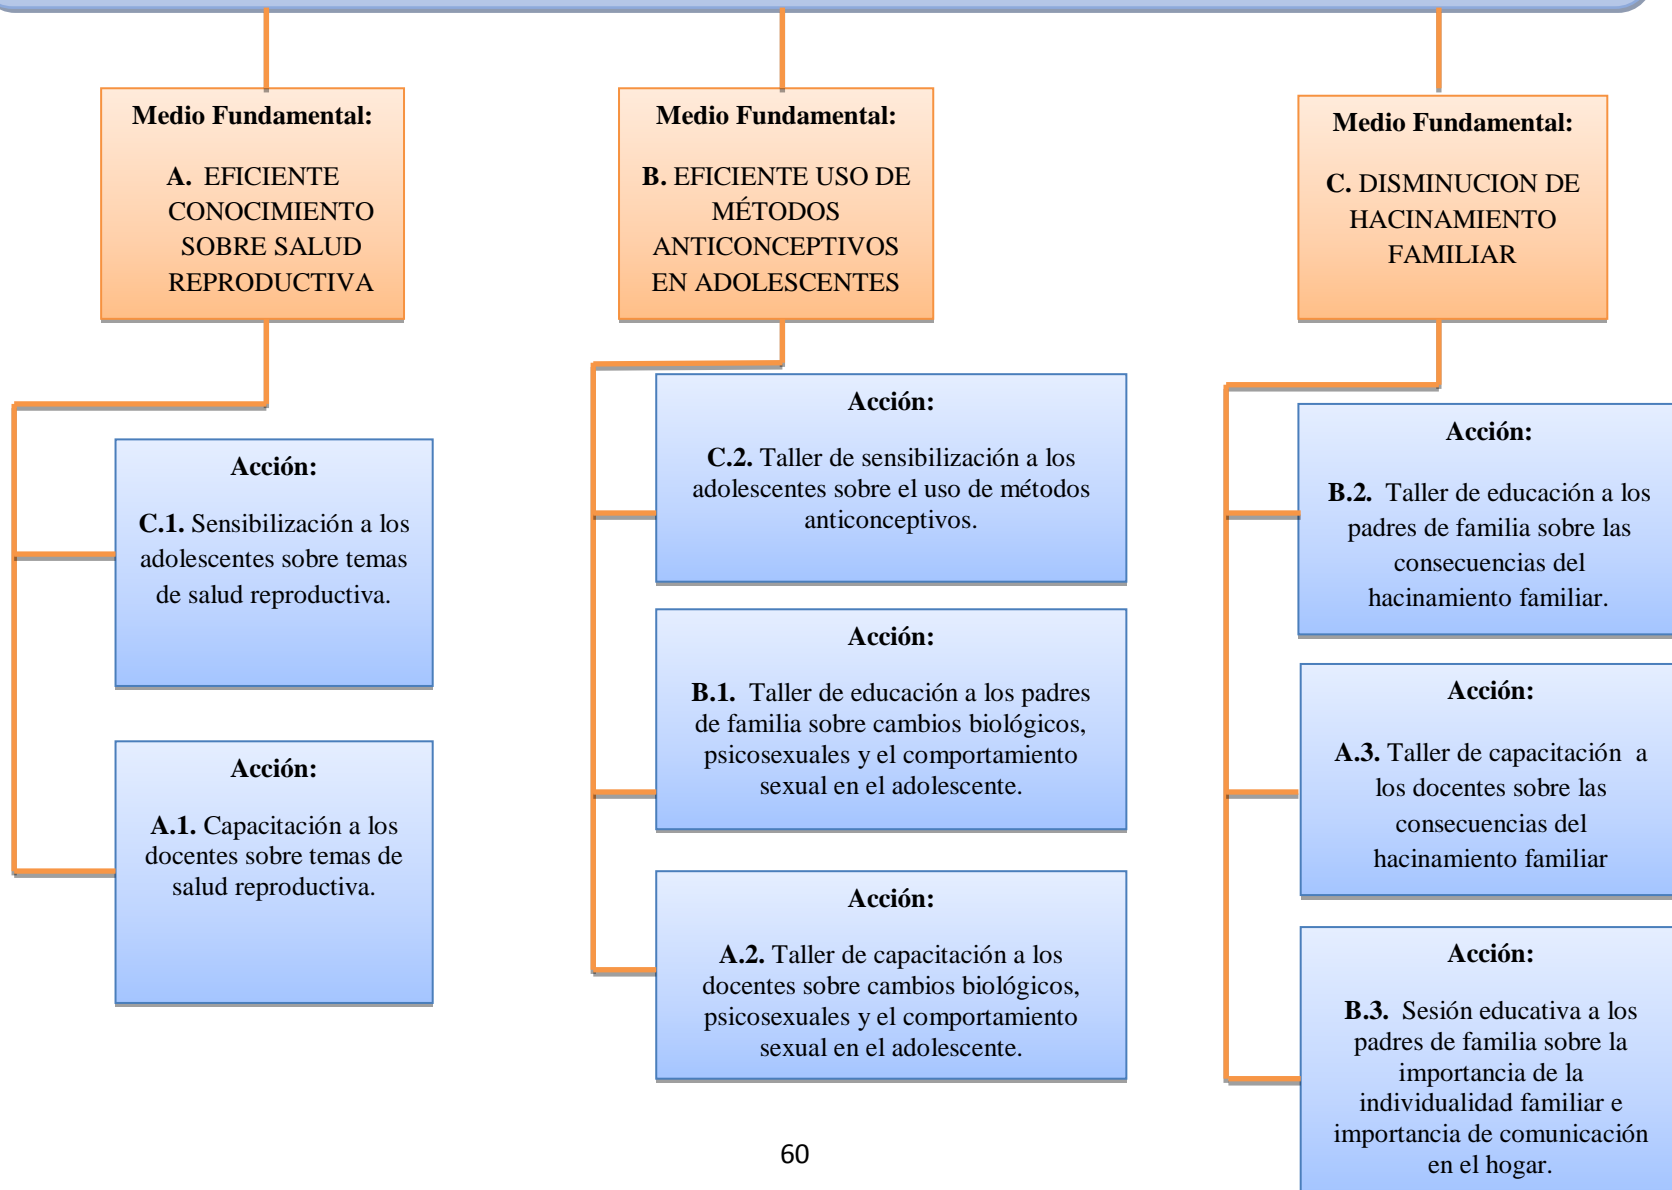 Medio Fundamental:
A. EFICIENTE
CONOCIMIENTO
SOBRE SALUD
REPRODUCTIVA
Acción:
C.1. Sensibilización a los
adolescentes sobre temas
de salud reproductiva.
Acción:
A.1. Capacitación a los
docentes sobre temas de
salud reproductiva.
Medio Fundamental:
B. EFICIENTE USO DE
MÉTODOS
ANTICONCEPTIVOS
EN ADOLESCENTES
Acción:
C.2. Taller de sensibilización a los
adolescentes sobre el uso de métodos
anticonceptivos.
Acción:
B.1. Taller de educación a los padres
de familia sobre cambios biológicos,
psicosexuales y el comportamiento
sexual en el adolescente.
Acción:
A.2. Taller de capacitación a los
docentes sobre cambios biológicos,
psicosexuales y el comportamiento
sexual en el adolescente.
Medio Fundamental:
C. DISMINUCION DE
HACINAMIENTO
FAMILIAR
Acción:
B.2. Taller de educación a los
padres de familia sobre las
consecuencias del
hacinamiento familiar.
Acción:
A.3. Taller de capacitación a
los docentes sobre las
consecuencias del
hacinamiento familiar
Acción:
B.3. Sesión educativa a los
padres de familia sobre la
importancia de la
individualidad familiar e
importancia de comunicación
en el hogar.
60